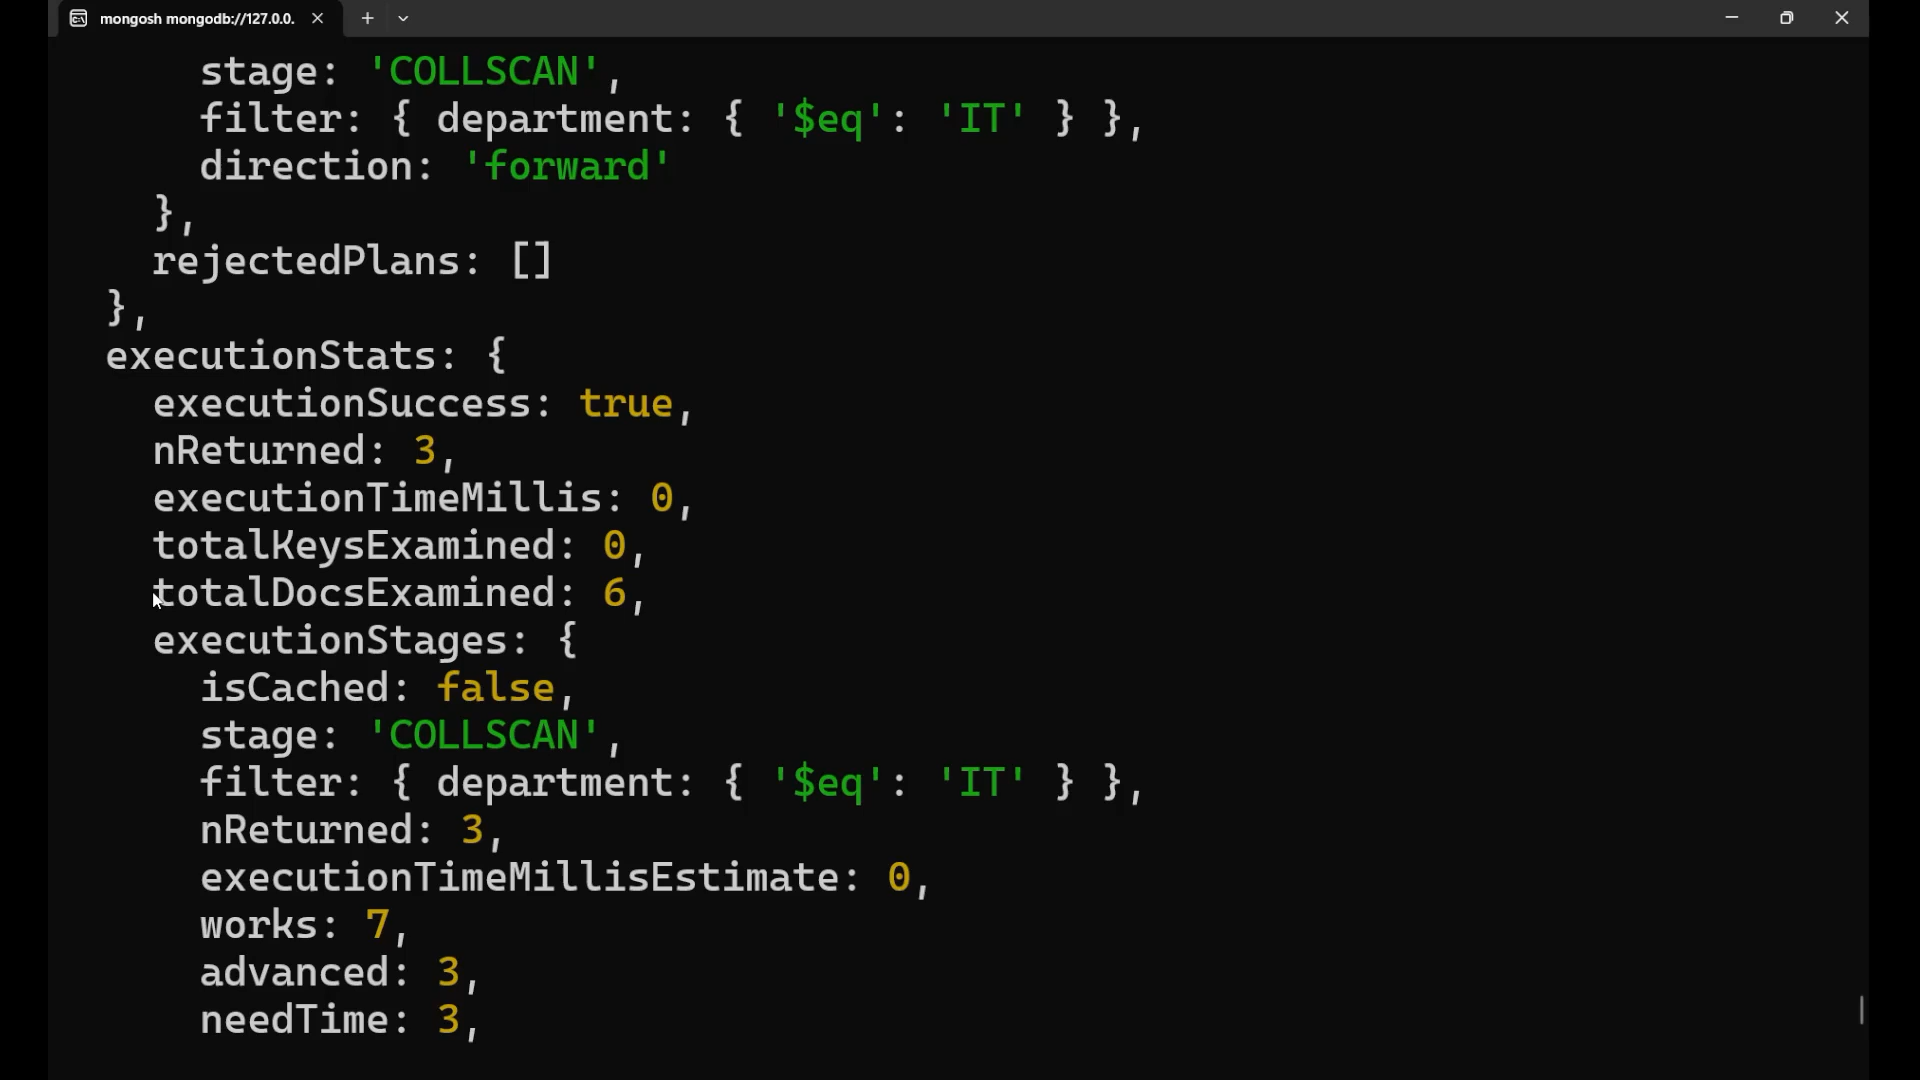 mongosh mongodb://127.0.0.
stage: 'COLLSCAN',
filter: { department: { '$eq': 'IT' } },
direction: 'forward'
},
rejectedPlans: []
},
executionStats: {
executionSuccess: true,
nReturned: 3,
executionTimeMillis: 0,
totalKeysExamined: 0,
totalDocsExamined: 6,
executionStages: {
isCached: false,
stage: 'COLLSCAN',
filter: { department: { '$eq': 'IT' } },
nReturned: 3,
executionTimeMillisEstimate: 0,
works: 7,
advanced: 3,
needTime: 3,